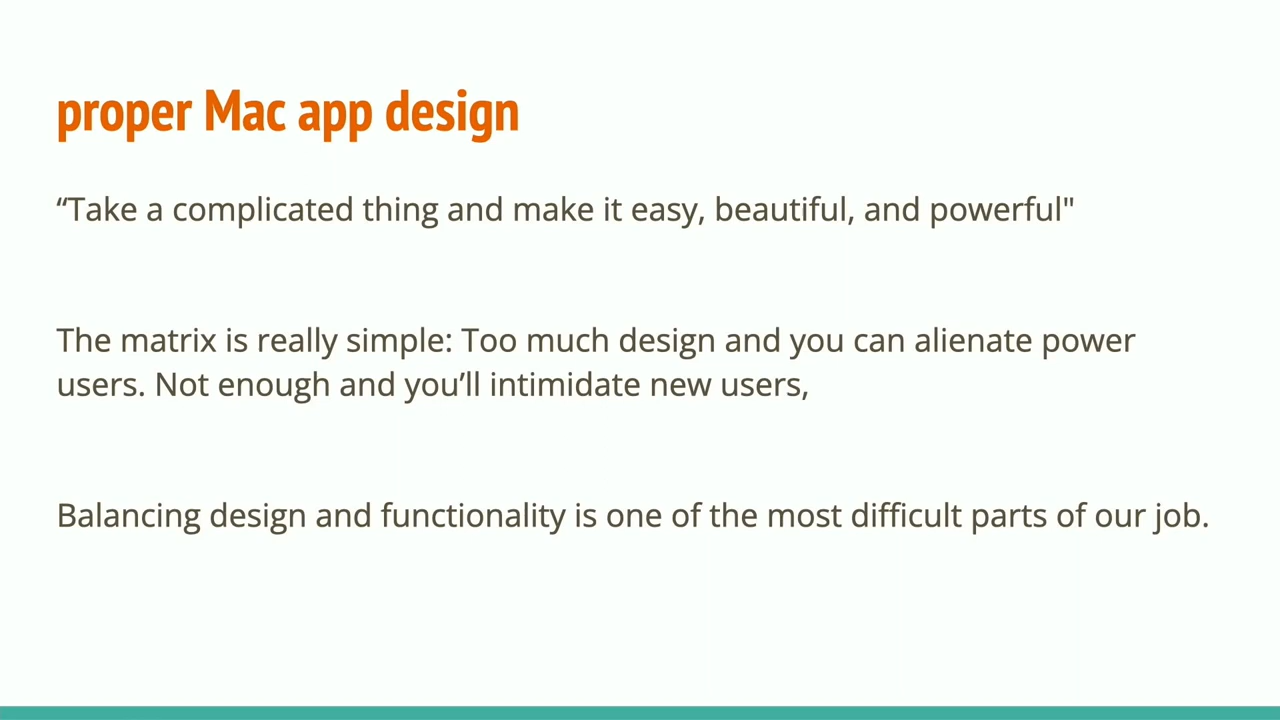 proper Mac app design
“Take a complicated thing and make it easy, beautiful, and powerful"
The matrix is really simple: Too much design and you can alienate power
users. Not enough and you’ll intimidate new users,
Balancing design and functionality is one of the most difficult parts of our job.